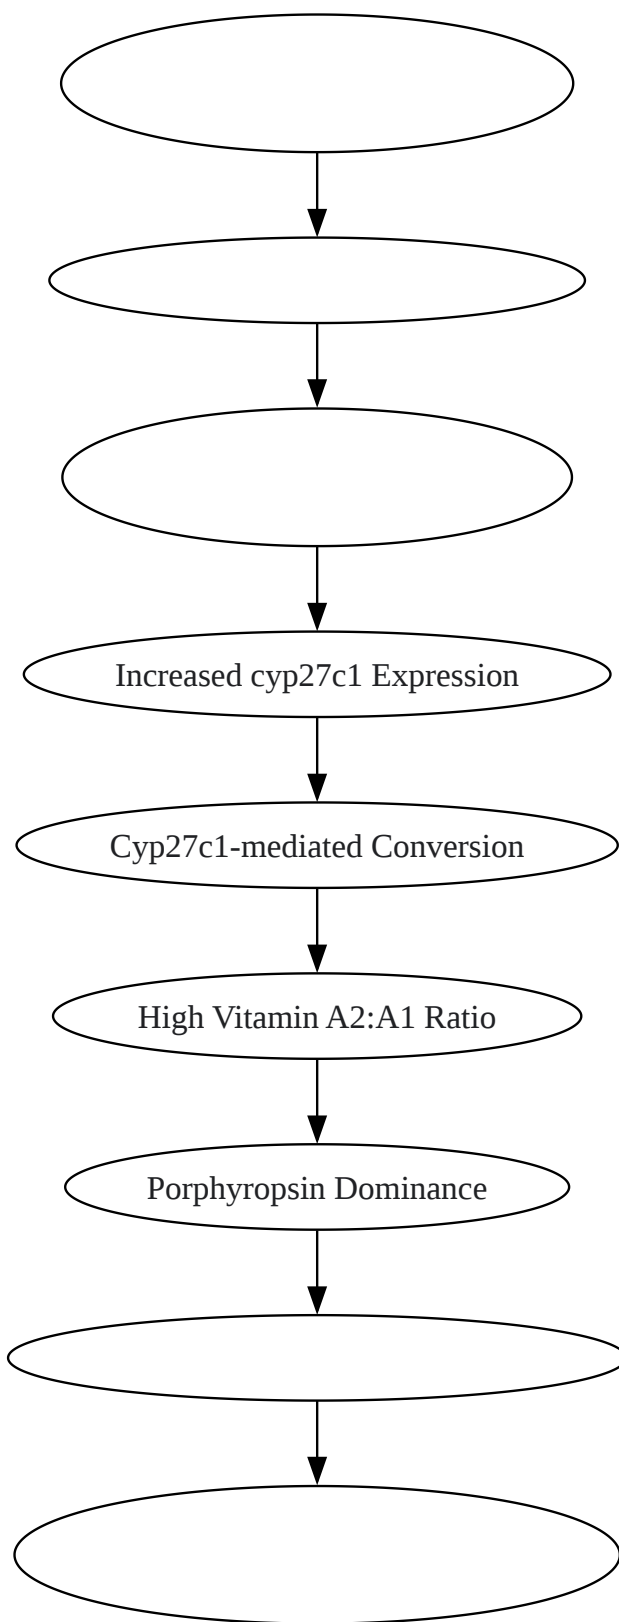 Increased cyp27c1 Expression
Cyp27c1-mediated Conversion
High Vitamin A2:A1 Ratio
Porphyropsin Dominance